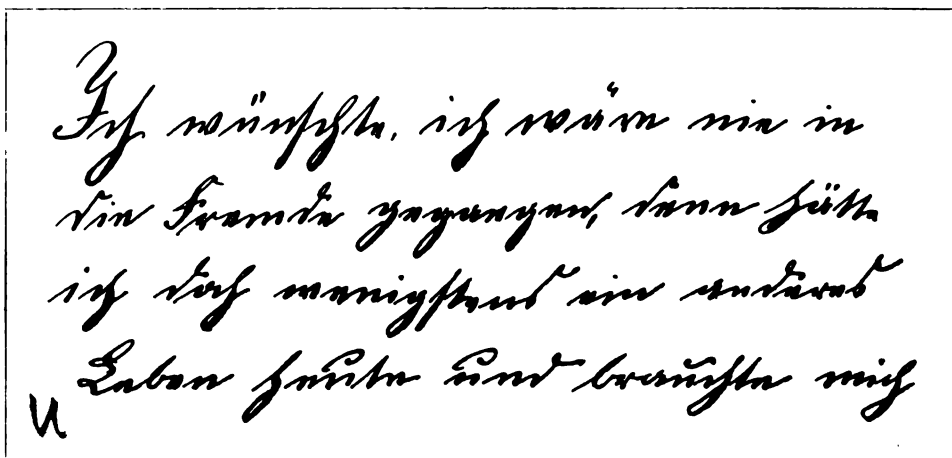 Ich wünschte, ich wäre nie in
die Fremde gegangen, dann hätte
ich doch wenigstens ein anderes
Leben heute und brauchte mich